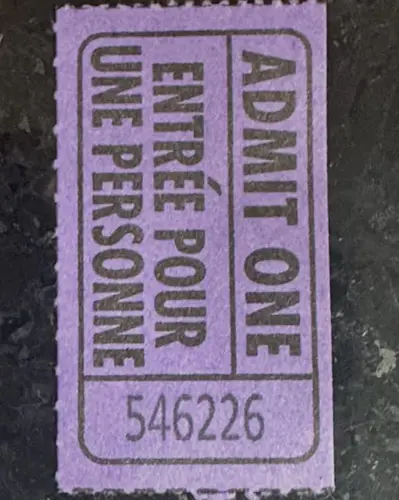 ADMIT ONE
ENTRÉE POUR
UNE PERSONNE
546226